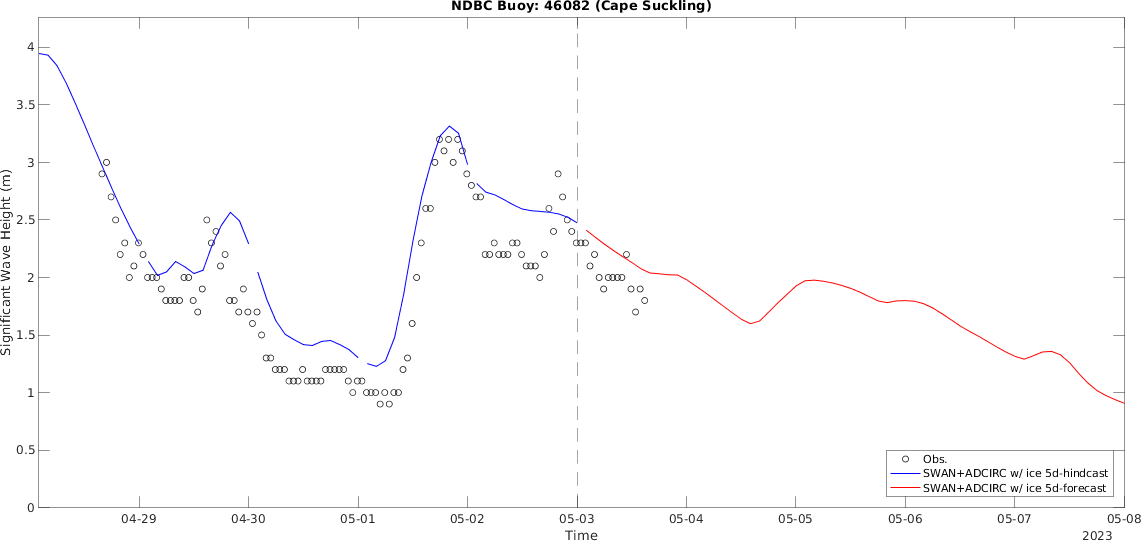 NDBC Buoy: 46082 (Cape Suckling)
4
3.5
3
2.5
2
1.5
1
0.5
0
Significant Wave Height (m)
04-29 04-30 05-01 05-02 05-03 05-04 05-05 05-06 05-07 05-08
Time
2023
Obs.
SWAN+ADCIRC w/ ice 5d-hindcast
SWAN+ADCIRC w/ ice 5d-forecast